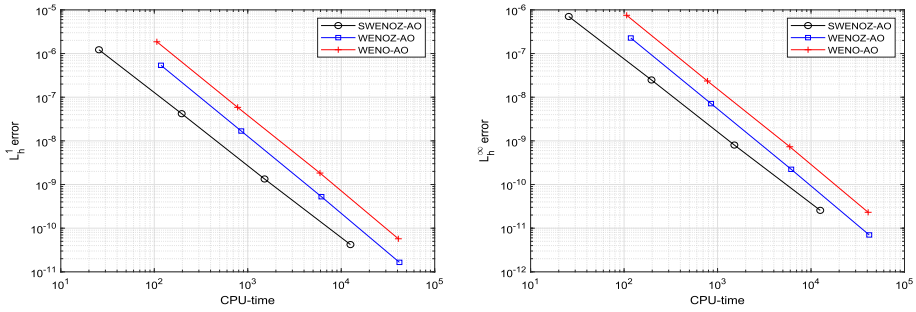 10^-5
10^-6
10^-7
10^-8
10^-9
10^-10
10^-11
L_h^1 error
10^1
10^2
10^3
10^4
10^5
CPU-time
SWENOZ-AO
WENOZ-AO
WENO-AO
10^-6
10^-7
10^-8
10^-9
10^-10
10^-11
10^-12
L_h^∞ error
10^1
10^2
10^3
10^4
10^5
CPU-time
SWENOZ-AO
WENOZ-AO
WENO-AO